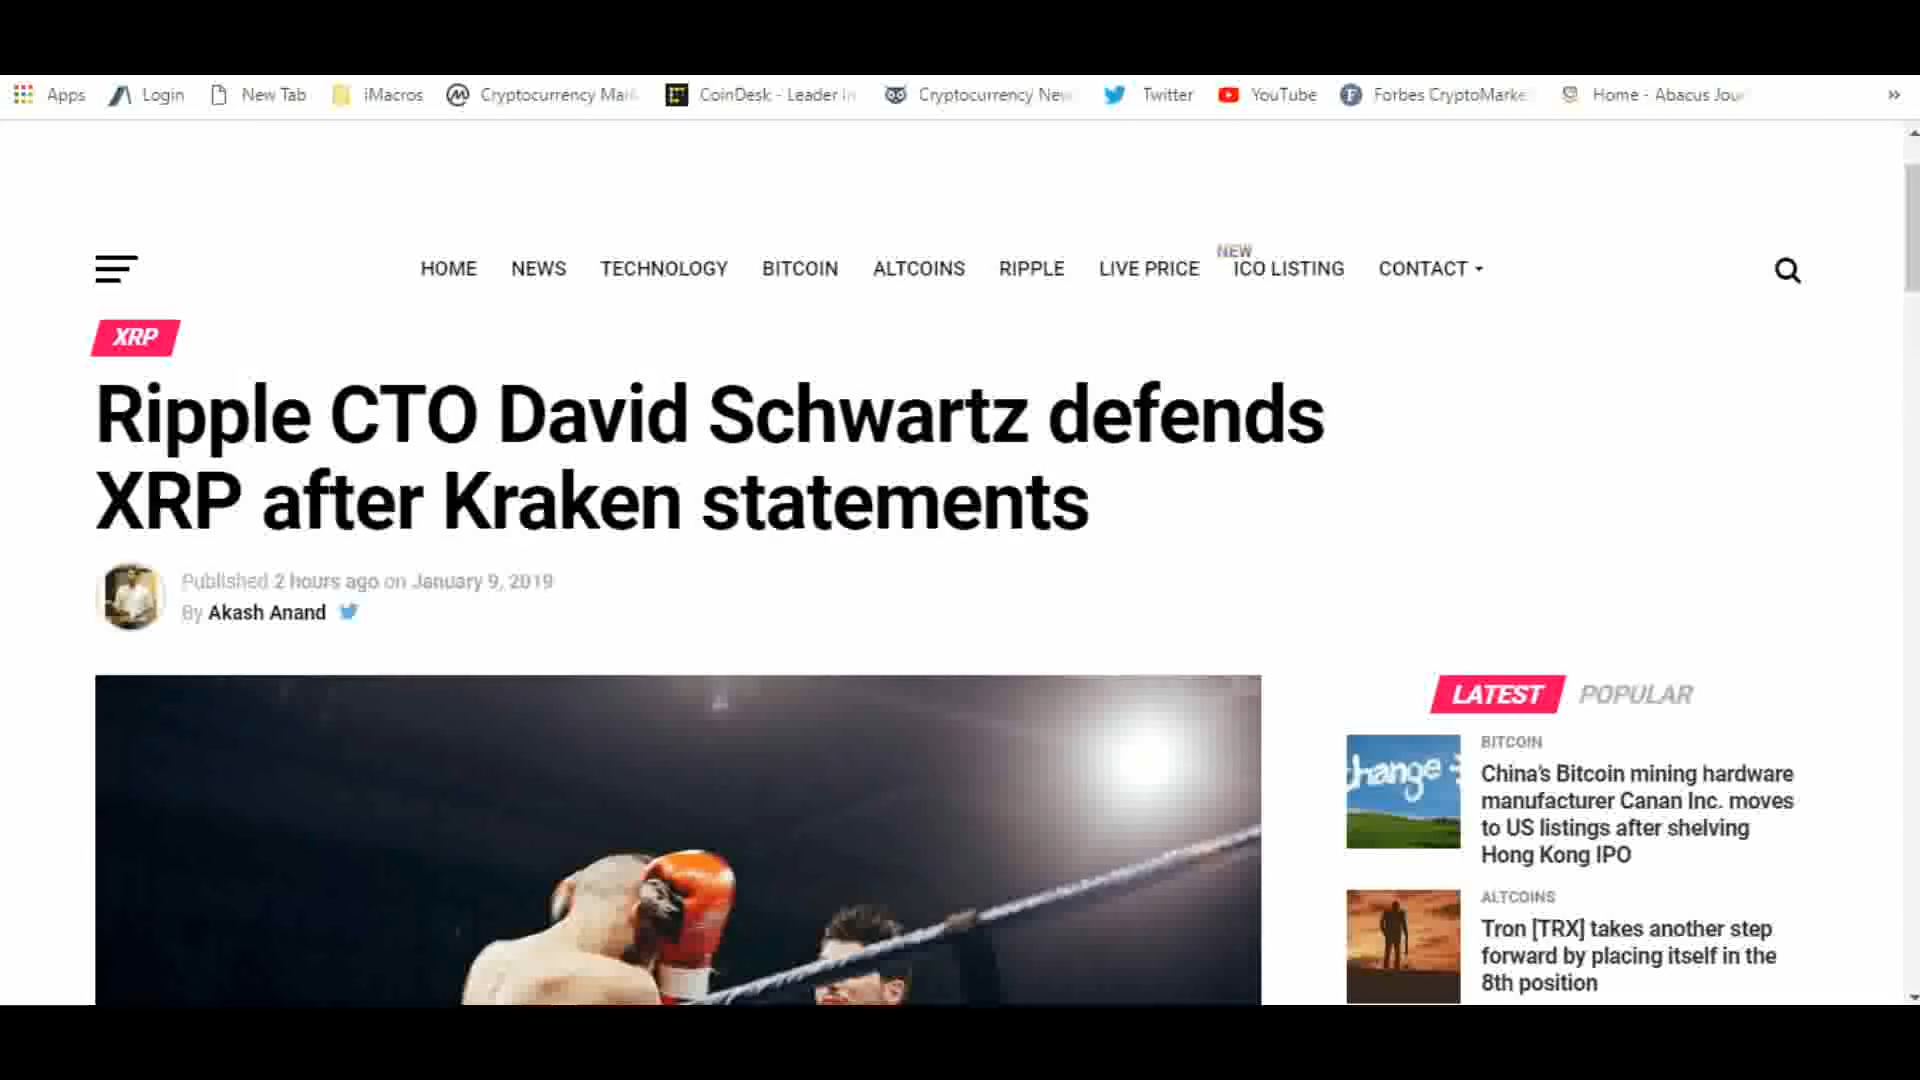 Apps Login New Tab iMacros Cryptocurrency Mar CoinDesk - Leader in Cryptocurrency New Twitter YouTube Forbes CryptoMarke Home - Abacus Jou »
HOME NEWS TECHNOLOGY BITCOIN ALTCOINS RIPPLE LIVE PRICE NEW ICO LISTING CONTACT
XRP
Ripple CTO David Schwartz defends
XRP after Kraken statements
Published 2 hours ago on January 9, 2019
By Akash Anand
LATEST POPULAR
change
BITCOIN
China's Bitcoin mining hardware
manufacturer Canan Inc. moves
to US listings after shelving
Hong Kong IPO
ALTCOINS
Tron [TRX] takes another step
forward by placing itself in the
8th position